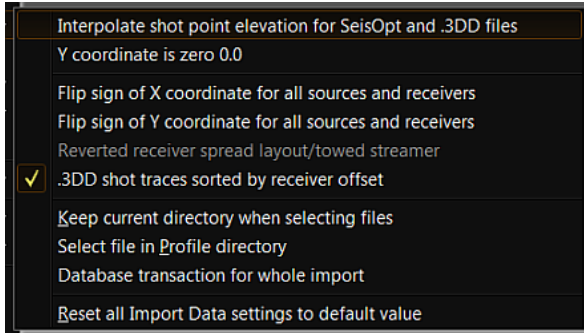 Interpolate shot point elevation for SeisOpt and .3DD files
Y coordinate is zero 0.0
Flip sign of X coordinate for all sources and receivers
Flip sign of Y coordinate for all sources and receivers
Reverted receiver spread layout/towed streamer
.3DD shot traces sorted by receiver offset
Keep current directory when selecting files
Select file in Profile directory
Database transaction for whole import
Reset all Import Data settings to default value